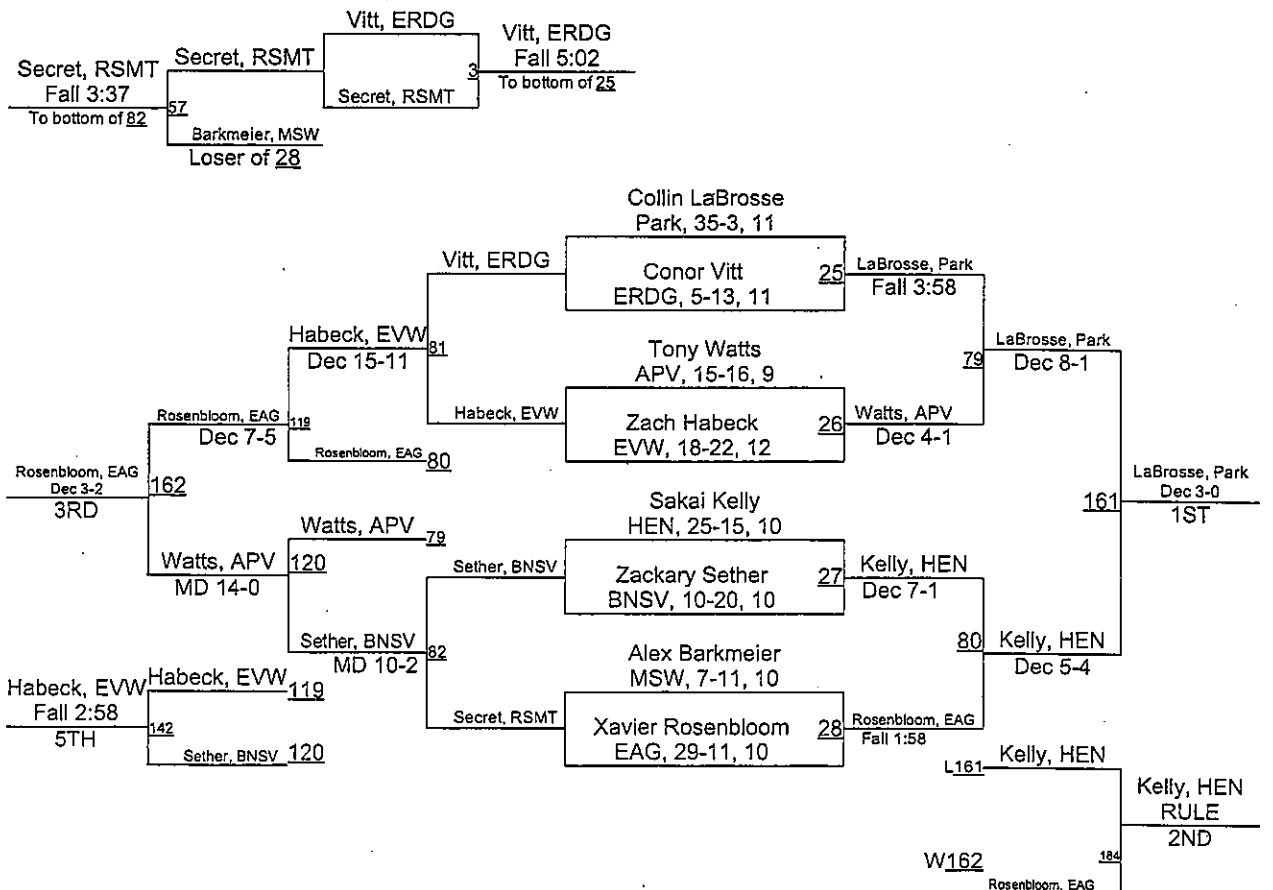 Vitt, ERDG
Secret, RSMT
3
Vitt, ERDG
Fall 5:02
To bottom of 25
Secret, RSMT
Secret, RSMT
Fall 3:37
To bottom of 82
57
Barkmeier, MSW
Loser of 28
Collin LaBrosse
Park, 35-3, 11
Vitt, ERDG
Conor Vitt
ERDG, 5-13, 11
25
LaBrosse, Park
Fall 3:58
Habeck, EVW
Dec 15-11
81
Tony Watts
APV, 15-16, 9
79
LaBrosse, Park
Dec 8-1
Habeck, EVW
Zach Habeck
EVW, 18-22, 12
26
Watts, APV
Dec 4-1
Rosenbloom, EAG
Dec 7-5
119
Rosenbloom, EAG
80
Rosenbloom, EAG
Dec 3-2
3RD
162
Sakai Kelly
HEN, 25-15, 10
161
LaBrosse, Park
Dec 3-0
1ST
Watts, APV
79
Watts, APV
MD 14-0
120
Sether, BNSV
Zackary Sether
BNSV, 10-20, 10
27
Kelly, HEN
Dec 7-1
Sether, BNSV
MD 10-2
82
Alex Barkmeier
MSW, 7-11, 10
80
Kelly, HEN
Dec 5-4
Habeck, EVW
Fall 2:58
5TH
Habeck, EVW
119
142
Sether, BNSV
120
Secret, RSMT
Xavier Rosenbloom
EAG, 29-11, 10
28
Rosenbloom, EAG
Fall 1:58
L161
Kelly, HEN
Kelly, HEN
RULE
2ND
W162
184
Rosenbloom, EAG